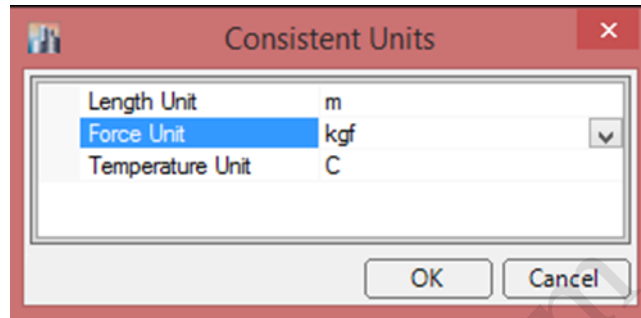 Consistent Units
Length Unit m
Force Unit kgf
Temperature Unit C
OK Cancel